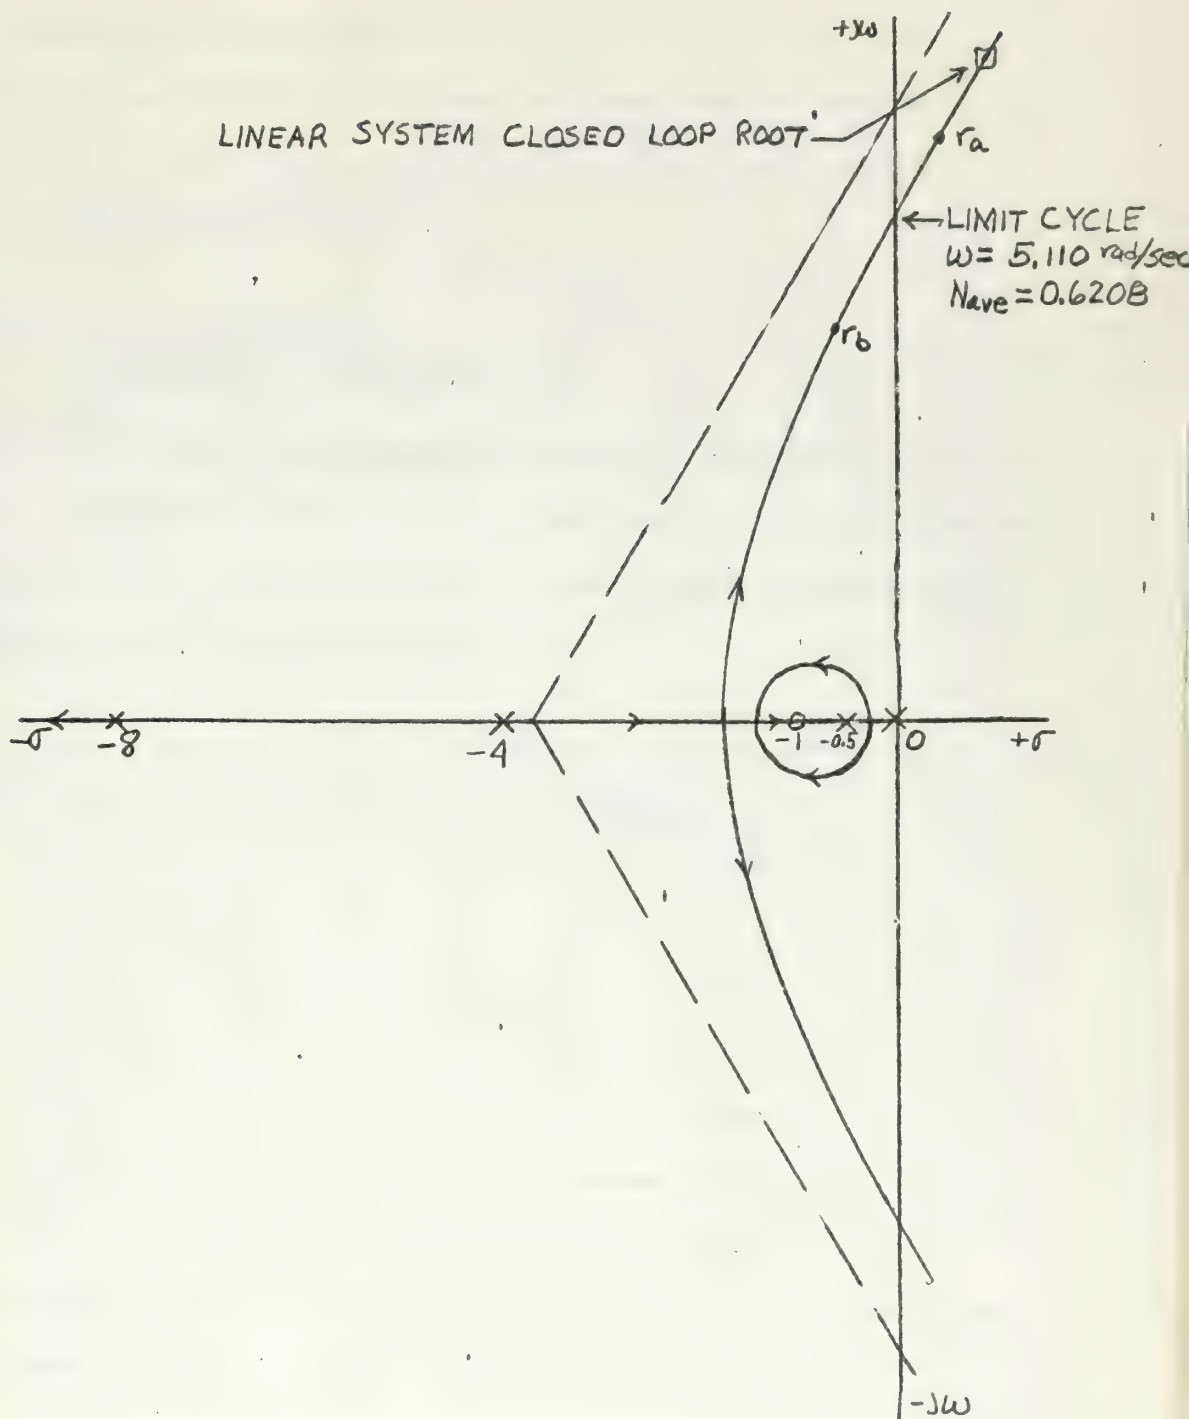 +jω
LINEAR SYSTEM CLOSED LOOP ROOT
ra
LIMIT CYCLE
ω= 5.110 rad/sec
Nave = 0.6208
rb
-σ
-8
-4
-1
-0.5
0
+σ
-jω